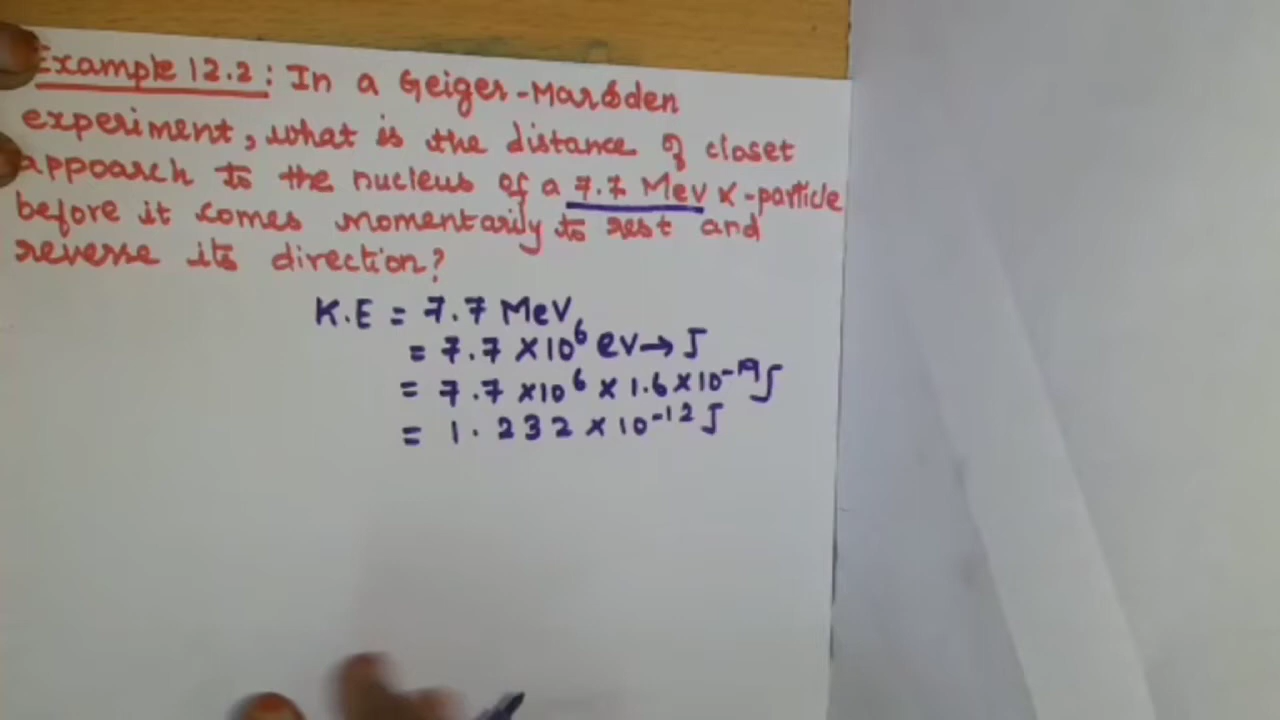 Example 12.2: In a Geiger-Marsden
experiment, what is the distance of closet
appoarch to the nucleus of a 7.7 Mev α-particle
before it comes momentarily to rest and
reverse its direction?
K.E = 7.7 MeV
= 7.7 × 10⁶ ev → J
= 7.7 × 10⁶ × 1.6 × 10⁻¹⁹ J
= 1.232 × 10⁻¹² J